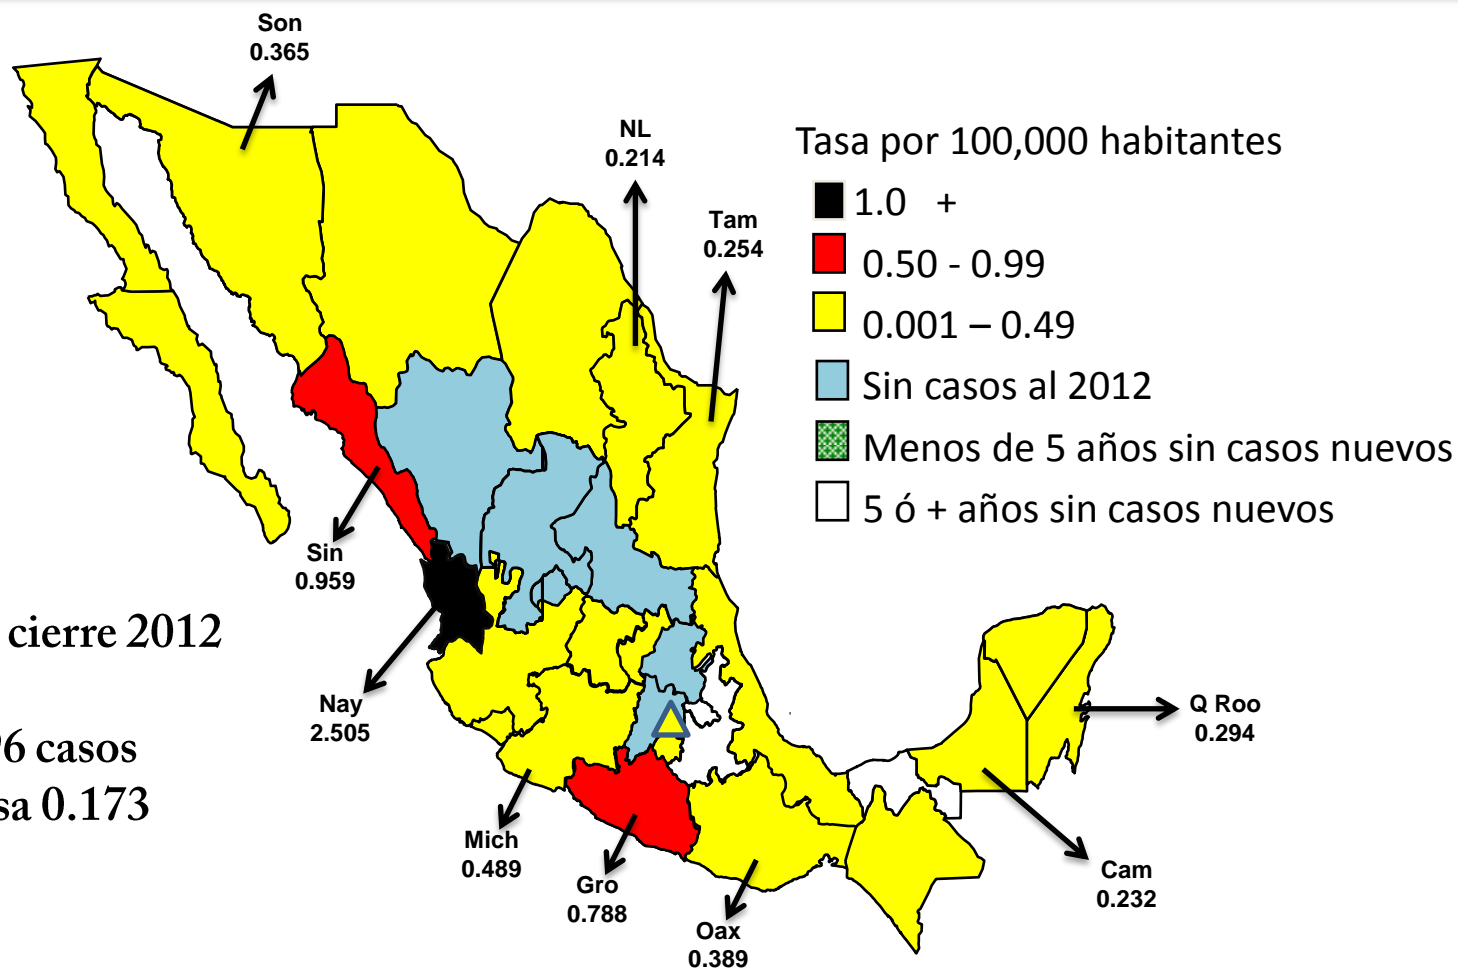 Son
0.365
NL
0.214
Tam
0.254
Tasa por 100,000 habitantes
1.0 +
0.50 - 0.99
0.001 – 0.49
Sin casos al 2012
Menos de 5 años sin casos nuevos
5 ó + años sin casos nuevos
Sin
0.959
cierre 2012
Nay
2.505
6 casos
sa 0.173
Q Roo
0.294
Mich
0.489
Gro
0.788
Oax
0.389
Cam
0.232